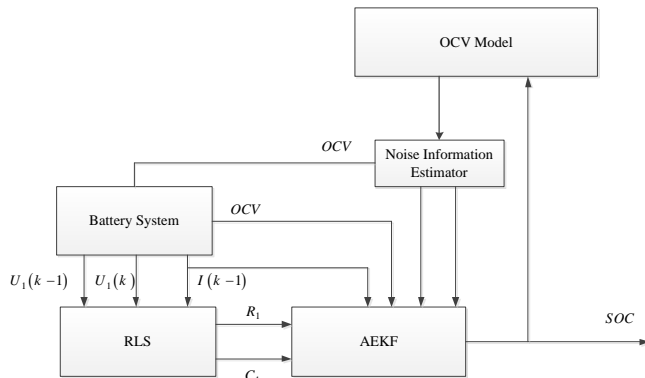 OCV Model
OCV
Noise Information
Estimator
Battery System
OCV
U₁(k−1)
U₁(k)
I(k−1)
R₁
RLS
AEKF
SOC